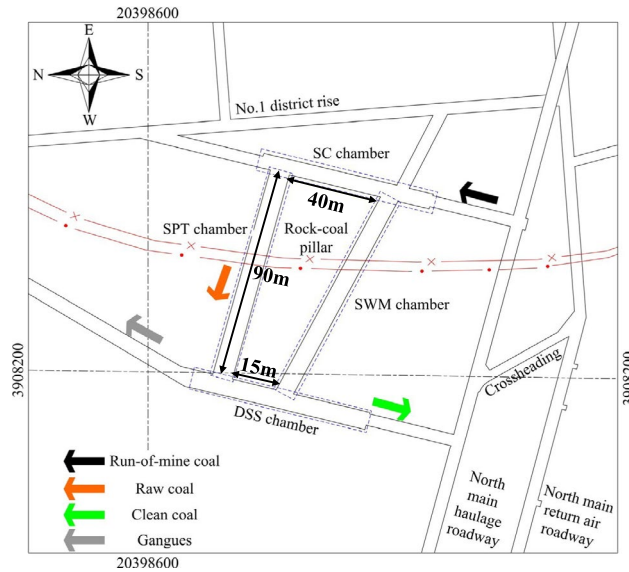 20398600
E
N S
W
No.1 district rise
SC chamber
40m
SPT chamber
Rock-coal
pillar
90m
SWM chamber
15m
Crossheading
3908200
3908200
DSS chamber
Run-of-mine coal
Raw coal
Clean coal
Gangues
North
main
haulage
roadway
North main
return air
roadway
20398600